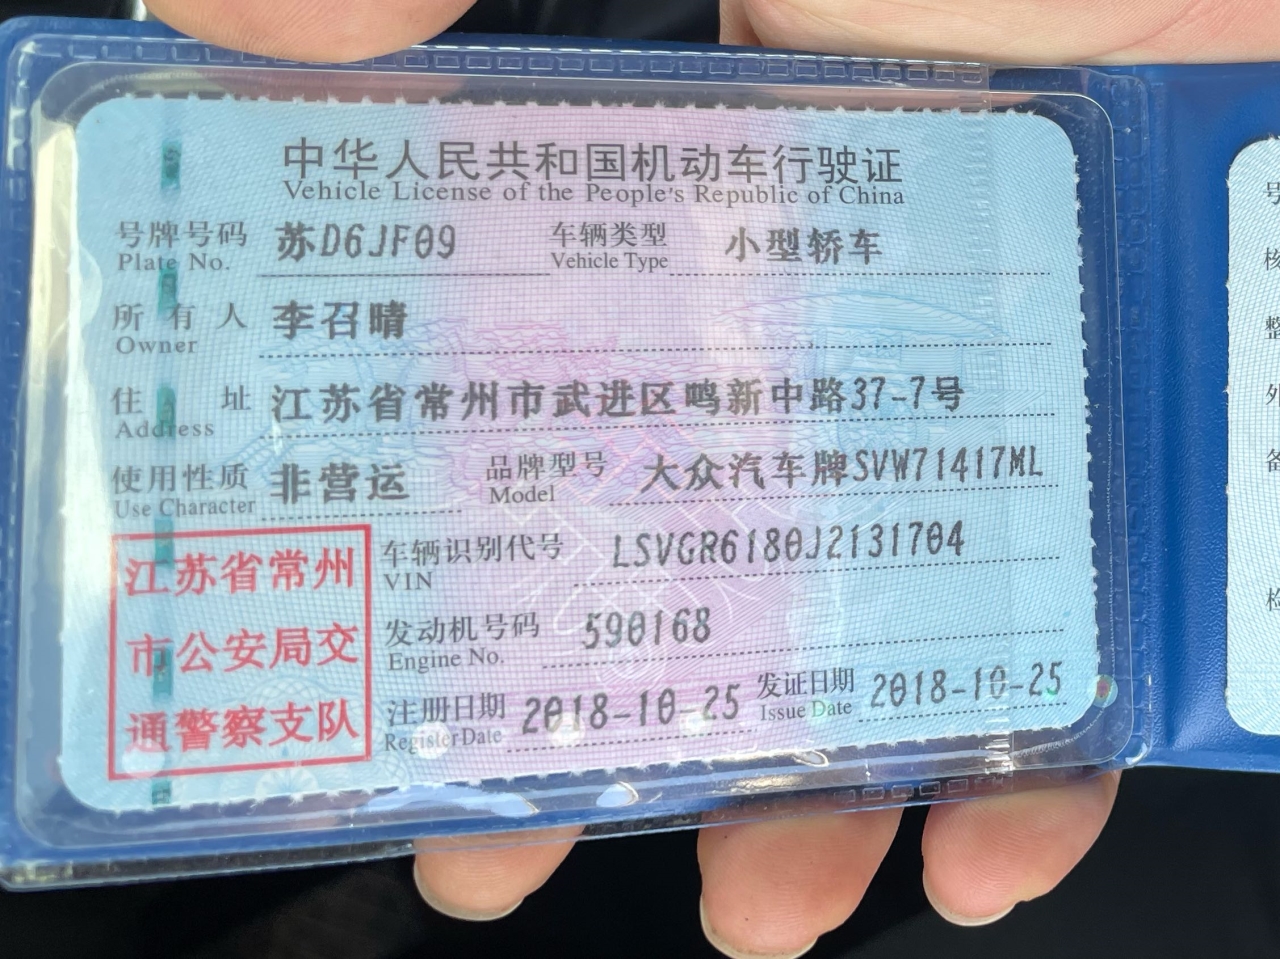 中华人民共和国机动车行驶证
Vehicle License of the People's Republic of China
号牌号码 苏D6JF09 车辆类型 小型轿车
Plate No. Vehicle Type
所有人 李召晴
Owner
住址 江苏省常州市武进区鸣新中路37-7号
Address
使用性质 非营运 品牌型号 大众汽车牌SVW71417ML
Use Character Model
江苏省常州
市公安局交
通警察支队
车辆识别代号 LSVGR6180J2131704
VIN
发动机号码 590168
Engine No.
注册日期 2018-10-25 发证日期 2018-10-25
Register Date Issue Date
号
核
整
外
备
检